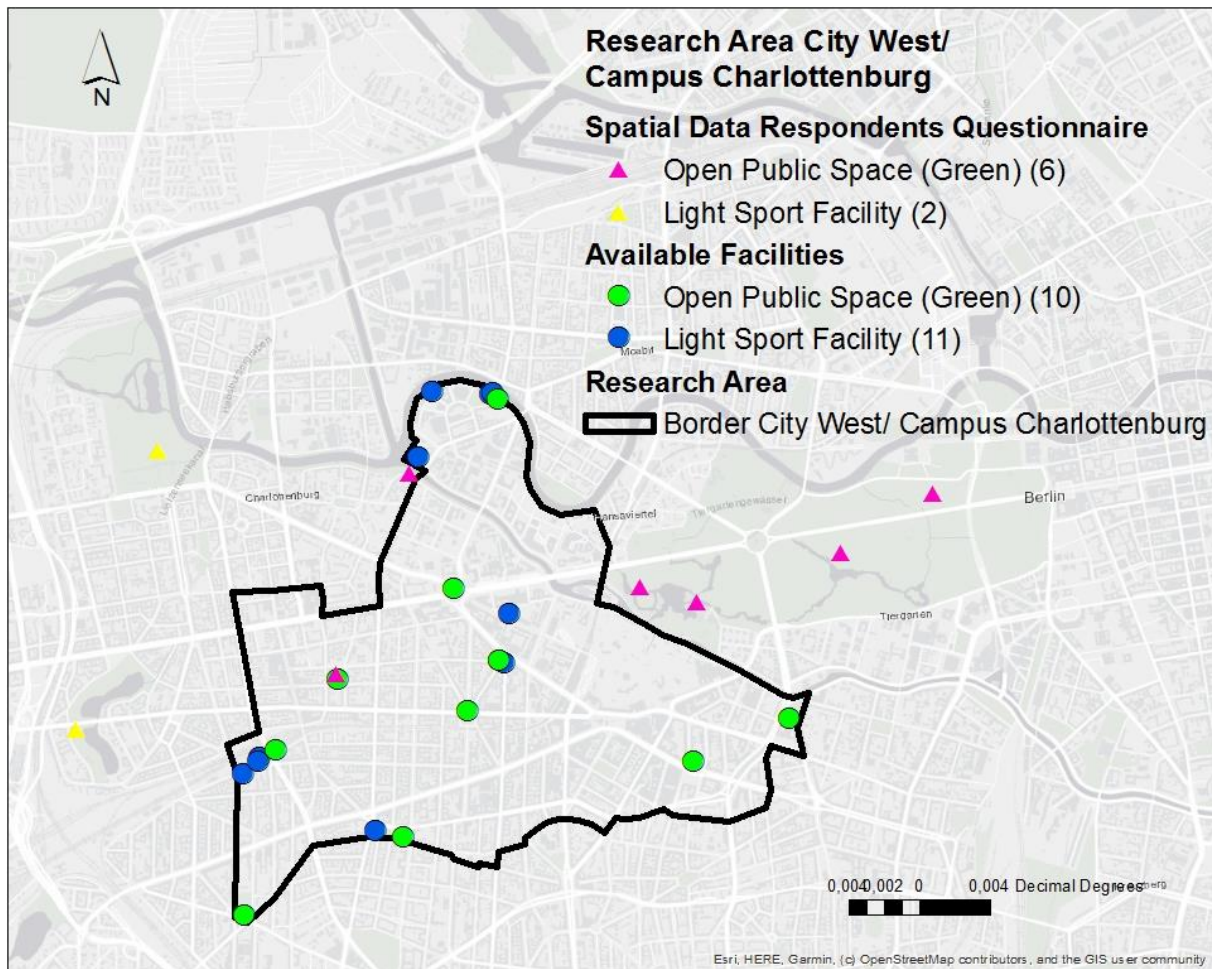 N
Research Area City West/
Campus Charlottenburg
Spatial Data Respondents Questionnaire
Open Public Space (Green) (6)
Light Sport Facility (2)
Available Facilities
Open Public Space (Green) (10)
Light Sport Facility (11)
Research Area
Border City West/ Campus Charlottenburg
Moabit
Charlottenburg
Hansaviertel
Tiergartengewässer
Berlin
Tiergarten
0,004 0,002 0 0,004 Decimal Degrees
Esri, HERE, Garmin, (c) OpenStreetMap contributors, and the GIS user community